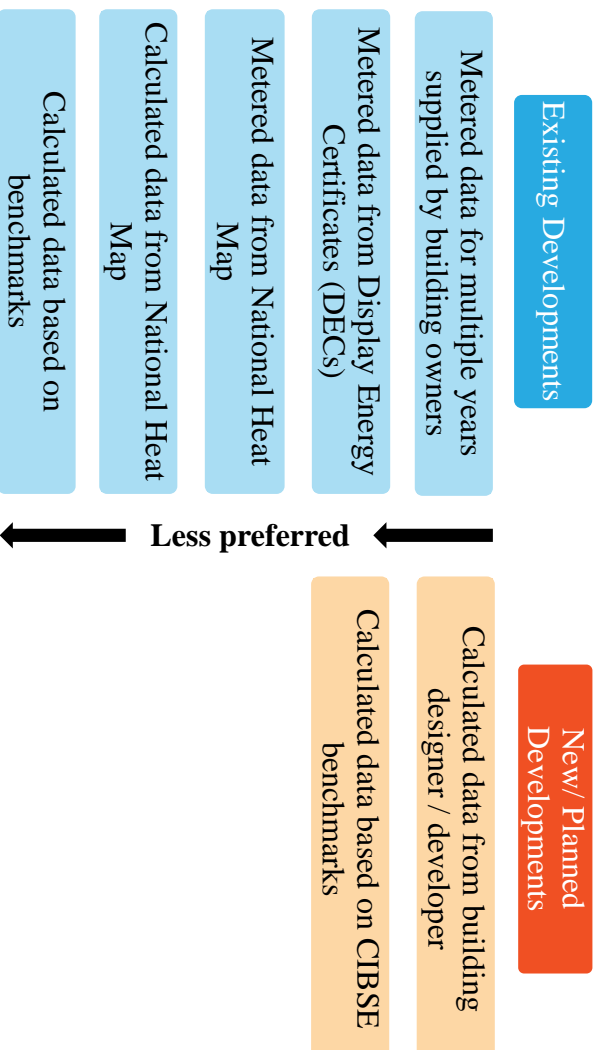 Existing Developments
Metered data for multiple years
supplied by building owners
Metered data from Display Energy
Certificates (DECs)
Metered data from National Heat
Map
Calculated data from National Heat
Map
Calculated data based on
benchmarks
Less preferred
New/ Planned
Developments
Calculated data from building
designer / developer
Calculated data based on CIBSE
benchmarks